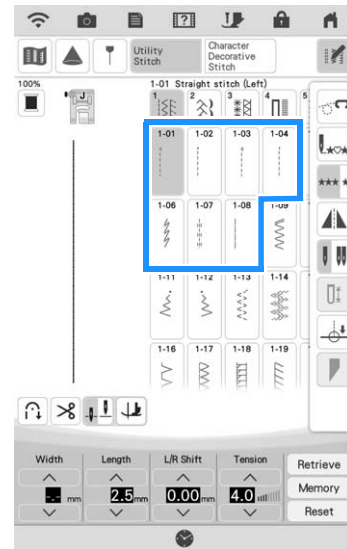 ?
Utility
Stitch
Character
Decorative
Stitch
100%
J
1-01 Straight stitch (Left)
1
2
3
4
5
1-01
1-02
1-03
1-04
1-06
1-07
1-08
1-09
1-11
1-12
1-13
1-14
1-16
1-17
1-18
1-19
Width
Length
L/R Shift
Tension
-.- mm
2.5 mm
0.00 mm
4.0
Retrieve
Memory
Reset